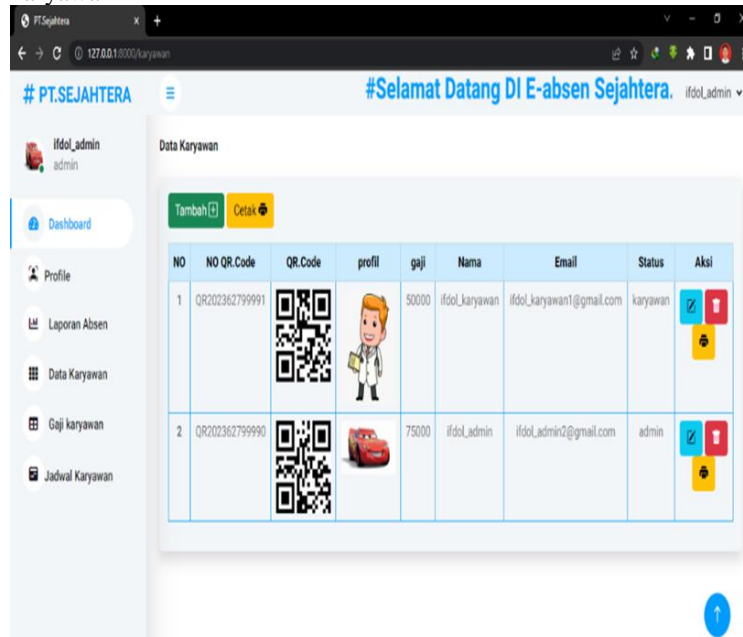 PT.Sejahtera
127.0.0.1:8000/karyawan
# PT.SEJAHTERA
#Selamat Datang DI E-absen Sejahtera.
ifdol_admin
ifdol_admin
admin
Dashboard
Profile
Laporan Absen
Data Karyawan
Gaji karyawan
Jadwal Karyawan
Data Karyawan
Tambah
Cetak
NO NO QR.Code QR.Code profil gaji Nama Email Status Aksi
1 QR202362799991 50000 ifdol_karyawan ifdol_karyawan1@gmail.com karyawan
2 QR202362799990 75000 ifdol_admin ifdol_admin2@gmail.com admin